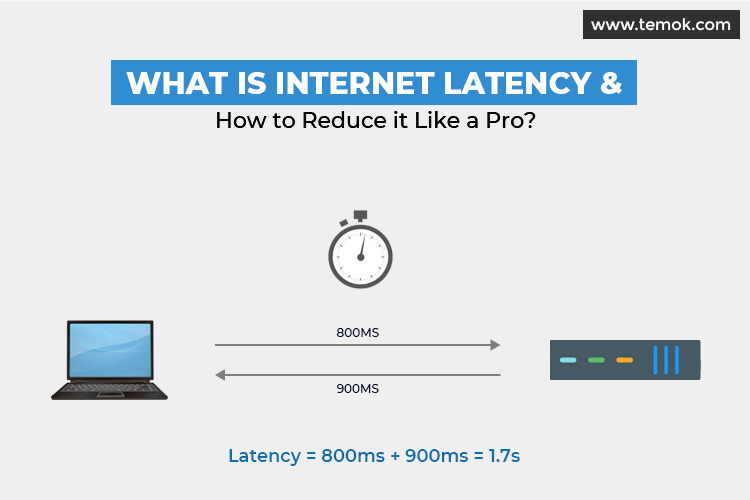 www.temok.com
WHAT IS INTERNET LATENCY &
How to Reduce it Like a Pro?
800MS
900MS
Latency = 800ms + 900ms = 1.7s